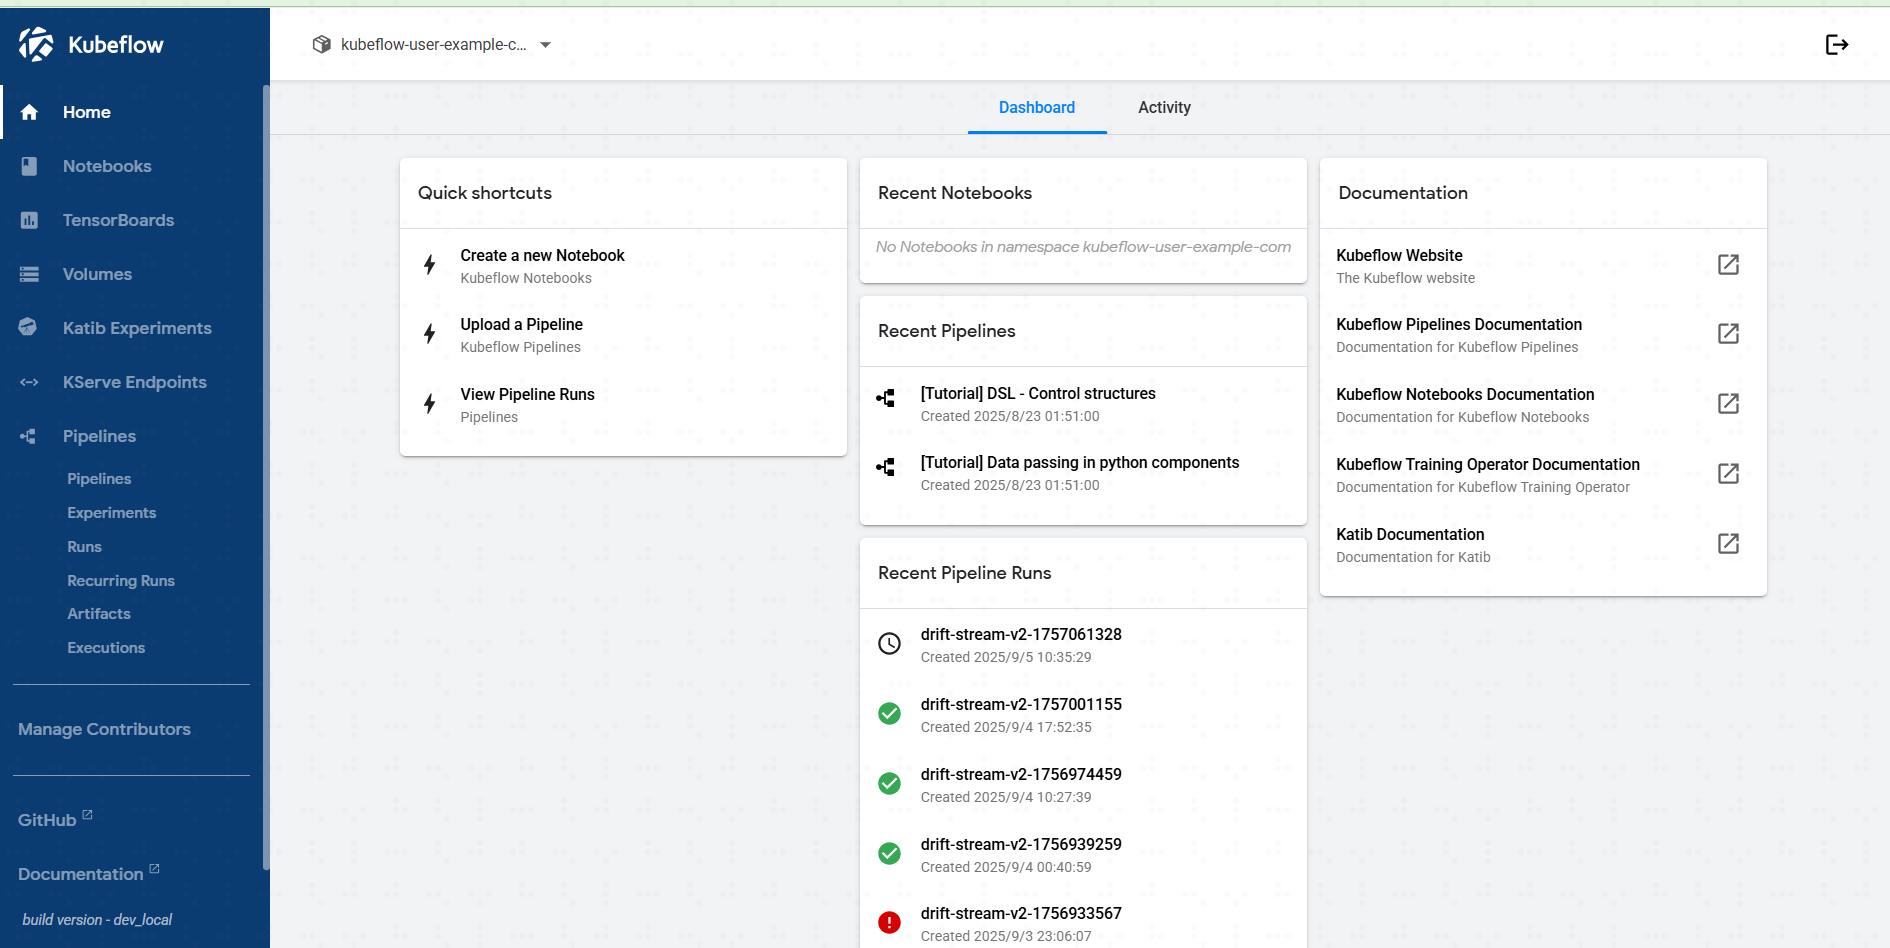 Kubeflow
kubeflow-user-example-c...
Home
Notebooks
TensorBoards
Volumes
Katib Experiments
KServe Endpoints
Pipelines
Pipelines
Experiments
Runs
Recurring Runs
Artifacts
Executions
Manage Contributors
GitHub
Documentation
build version - dev_local
Dashboard
Activity
Quick shortcuts
Create a new Notebook
Kubeflow Notebooks
Upload a Pipeline
Kubeflow Pipelines
View Pipeline Runs
Pipelines
Recent Notebooks
No Notebooks in namespace kubeflow-user-example-com
Recent Pipelines
[Tutorial] DSL - Control structures
Created 2025/8/23 01:51:00
[Tutorial] Data passing in python components
Created 2025/8/23 01:51:00
Recent Pipeline Runs
drift-stream-v2-1757061328
Created 2025/9/5 10:35:29
drift-stream-v2-1757001155
Created 2025/9/4 17:52:35
drift-stream-v2-1756974459
Created 2025/9/4 10:27:39
drift-stream-v2-1756939259
Created 2025/9/4 00:40:59
drift-stream-v2-1756933567
Created 2025/9/3 23:06:07
Documentation
Kubeflow Website
The Kubeflow website
Kubeflow Pipelines Documentation
Documentation for Kubeflow Pipelines
Kubeflow Notebooks Documentation
Documentation for Kubeflow Notebooks
Kubeflow Training Operator Documentation
Documentation for Kubeflow Training Operator
Katib Documentation
Documentation for Katib